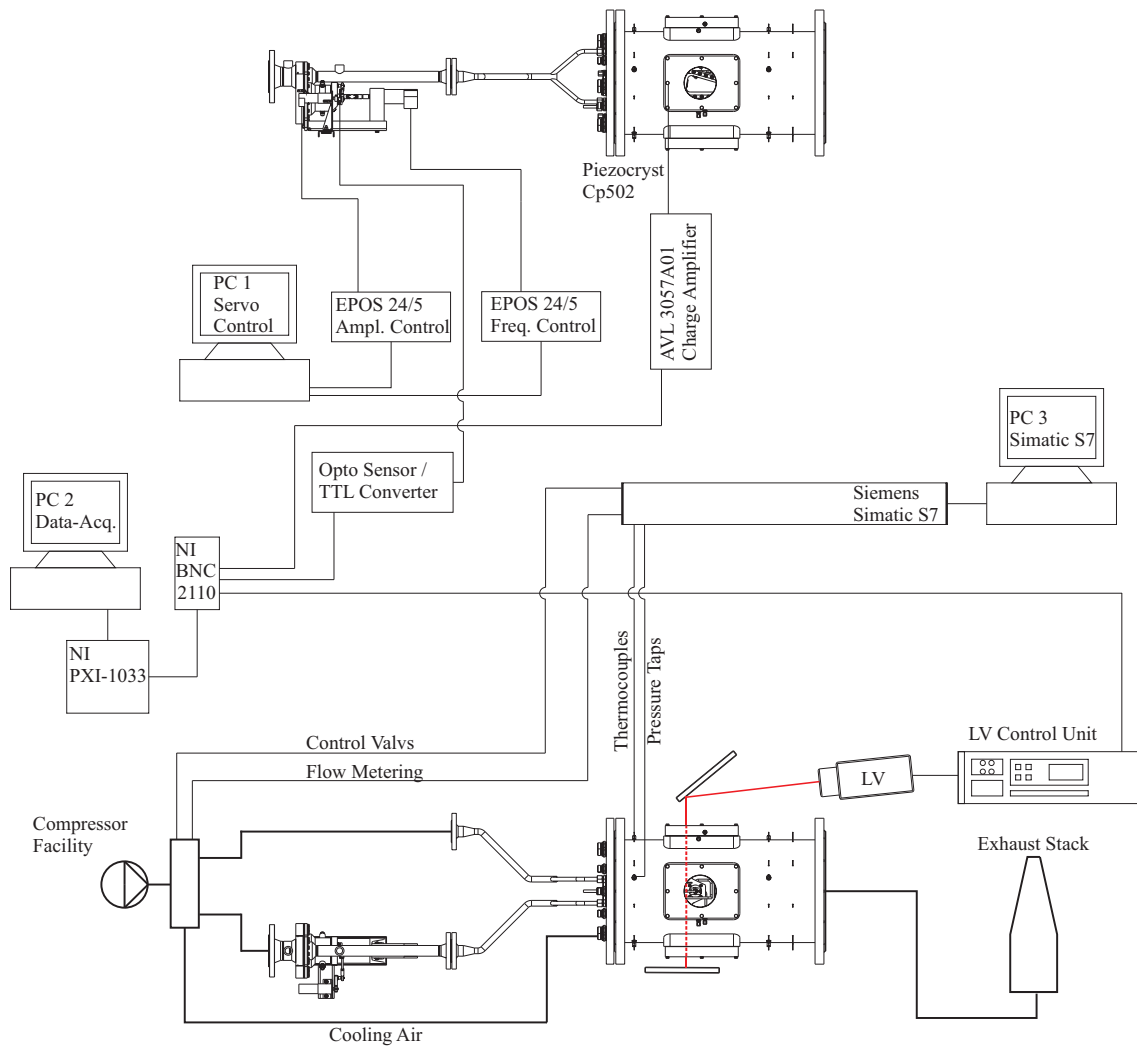 Piezocryst
Cp502
PC 1
Servo
Control
EPOS 24/5
Ampl. Control
EPOS 24/5
Freq. Control
AVL 3057A01
Charge Amplifier
PC 3
Simatic S7
Opto Sensor /
TTL Converter
Siemens
Simatic S7
PC 2
Data-Acq.
NI
BNC
2110
NI
PXI-1033
Thermocouples
Pressure Taps
Control Valvs
Flow Metering
LV Control Unit
LV
Compressor
Facility
Exhaust Stack
Cooling Air